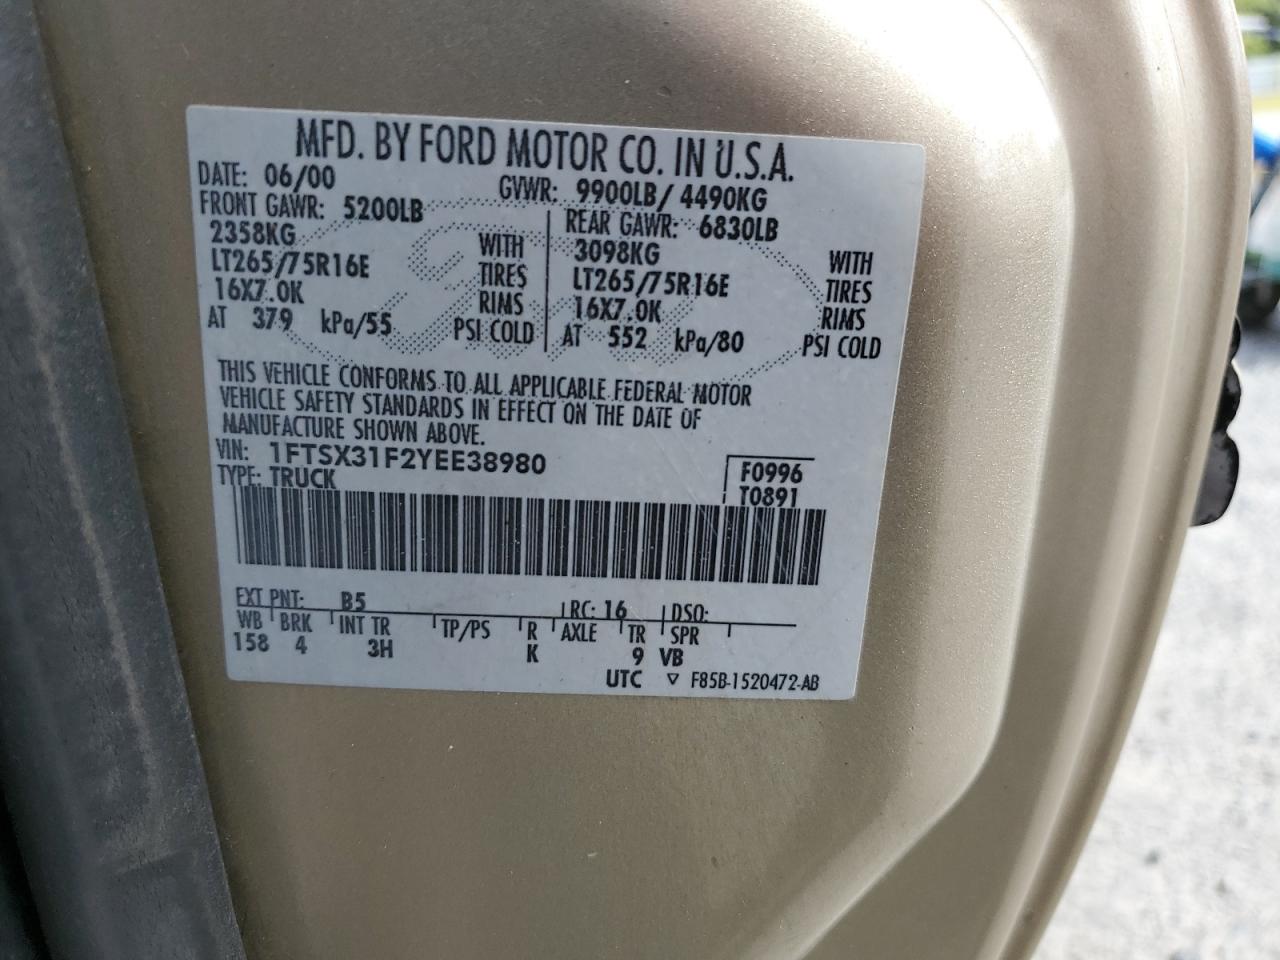 MFD. BY FORD MOTOR CO. IN U.S.A.
DATE: 06/00 GVWR: 9900LB/ 4490KG
FRONT GAWR: 5200LB REAR GAWR: 6830LB
2358KG WITH 3098KG WITH
LT265/75R16E TIRES LT265/75R16E TIRES
16X7.0K RIMS 16X7.0K RIMS
AT 379 kPa/55 PSI COLD AT 552 kPa/80 PSI COLD
THIS VEHICLE CONFORMS TO ALL APPLICABLE FEDERAL MOTOR
VEHICLE SAFETY STANDARDS IN EFFECT ON THE DATE OF
MANUFACTURE SHOWN ABOVE.
VIN: 1FTSX31F2YEE38980 F0996
TYPE: TRUCK T0891
EXT PNT: B5 RC: 16 DSO:
WB BRK INT TR TP/PS R AXLE TR SPR
158 4 3H K 9 VB
UTC ▽ F85B-1520472-AB